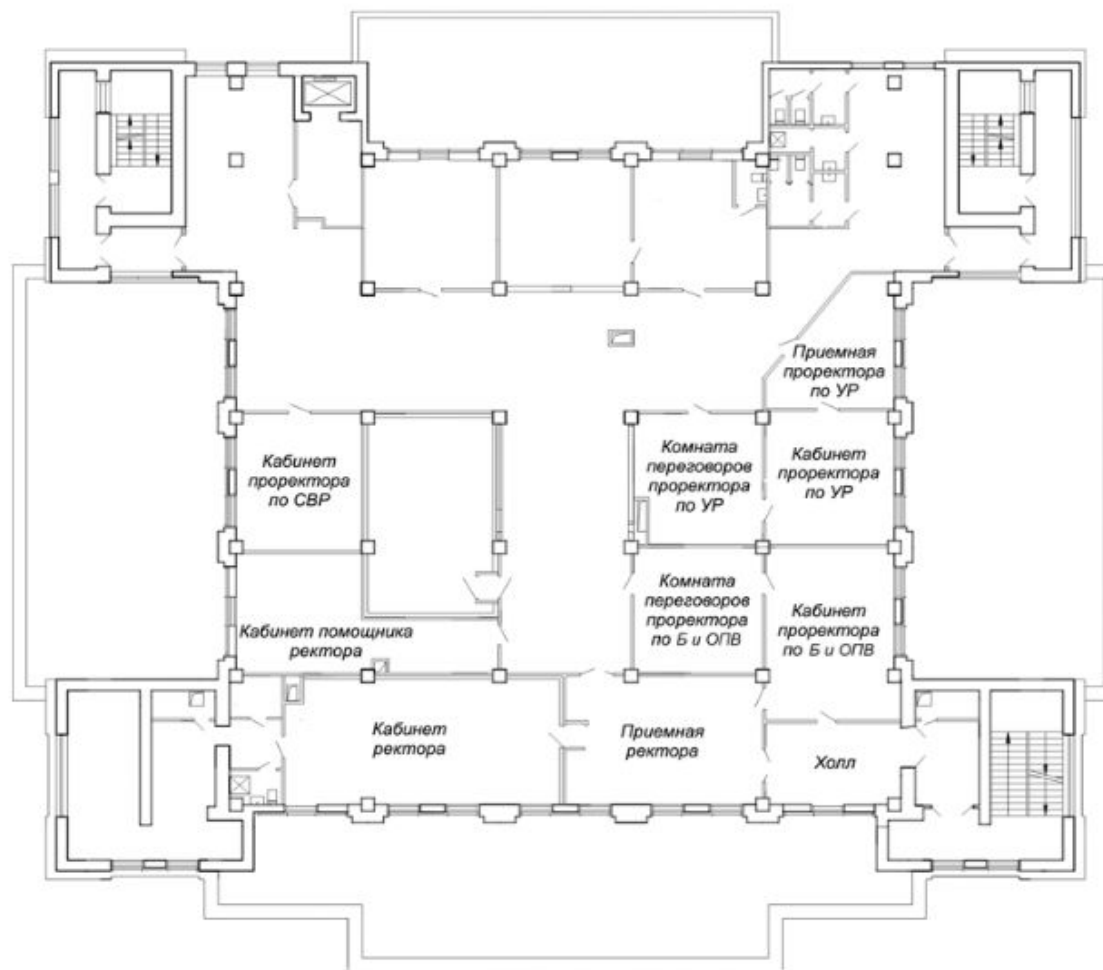 Приемная
проректора
по УР
Кабинет
проректора
по СВР
Комната
переговоров
проректора
по УР
Кабинет
проректора
по УР
Комната
переговоров
проректора
по Б и ОПВ
Кабинет
проректора
по Б и ОПВ
Кабинет помощника
ректора
Кабинет
ректора
Приемная
ректора
Холл